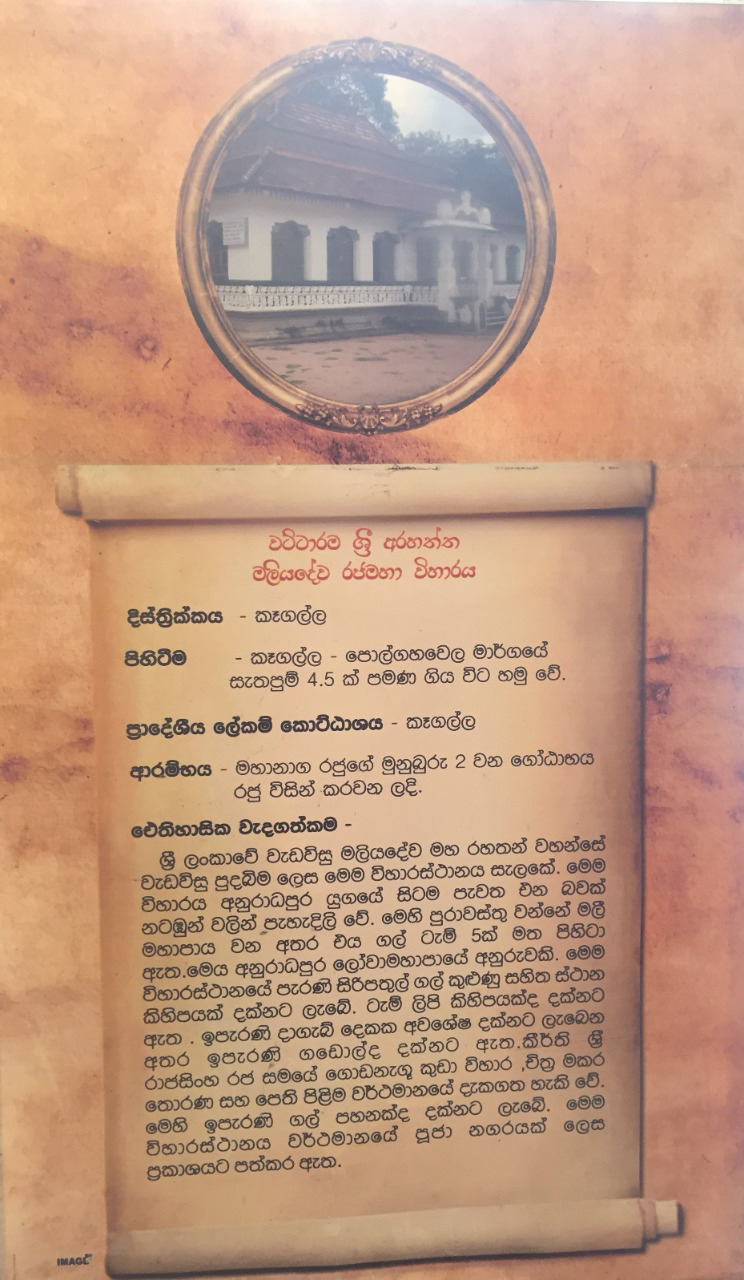 වට්ටාරම ශ්‍රී අරහත්ත
මලියදේව රජමහා විහාරය
දිස්ත්‍රික්කය - කෑගල්ල
පිහිටීම - කෑගල්ල - පොල්ගහවෙල මාර්ගයේ
සැතපුම් 4.5 ක් පමණ ගිය විට හමු වේ.
ප්‍රාදේශීය ලේකම් කොට්ඨාශය - කෑගල්ල
ආරම්භය - මහානාග රජුගේ මුනුබුරු 2 වන ගෝඨාභය
රජු විසින් කරවන ලදි.
ඓතිහාසික වැදගත්කම -
ශ්‍රී ලංකාවේ වැඩවිසු මලියදේව මහ රහතන් වහන්සේ
වැඩවිසු පුදබිම ලෙස මෙම විහාරස්ථානය සැලකේ. මෙම
විහාරය අනුරාධපුර යුගයේ සිටම පැවත එන බවක්
නටඹුන් වලින් පැහැදිලි වේ. මෙහි පුරාවස්තු වන්නේ මලී
මහාපාය වන අතර එය ගල් ටැම් 5ක් මත පිහිටා
ඇත.මෙය අනුරාධපුර ලෝවාමහාපායේ අනුරුවකි. මෙම
විහාරස්ථානයේ පැරණි සිරිපතුල් ගල් කුළුණු සහිත ස්ථාන
කිහිපයක් දක්නට ලැබේ. ටැම් ලිපි කිහිපයක්ද දක්නට
ඇත . ඉපැරණි දාගැබ් දෙකක අවශේෂ දක්නට ලැබෙන
අතර ඉපැරණි ගඩොල්ද දක්නට ඇත.කීර්ති ශ්‍රී
රාජසිංහ රජ සමයේ ගොඩනැගූ කුඩා විහාර ,චිත්‍ර මකර
තොරණ සහ පෙති පිළිම වර්ථමානයේ දැකගත හැකි වේ.
මෙහි ඉපැරණි ගල් පහනක්ද දක්නට ලැබේ. මෙම
විහාරස්ථානය වර්ථමානයේ පූජා නගරයක් ලෙස
ප්‍රකාශයට පත්කර ඇත.
IMAGE